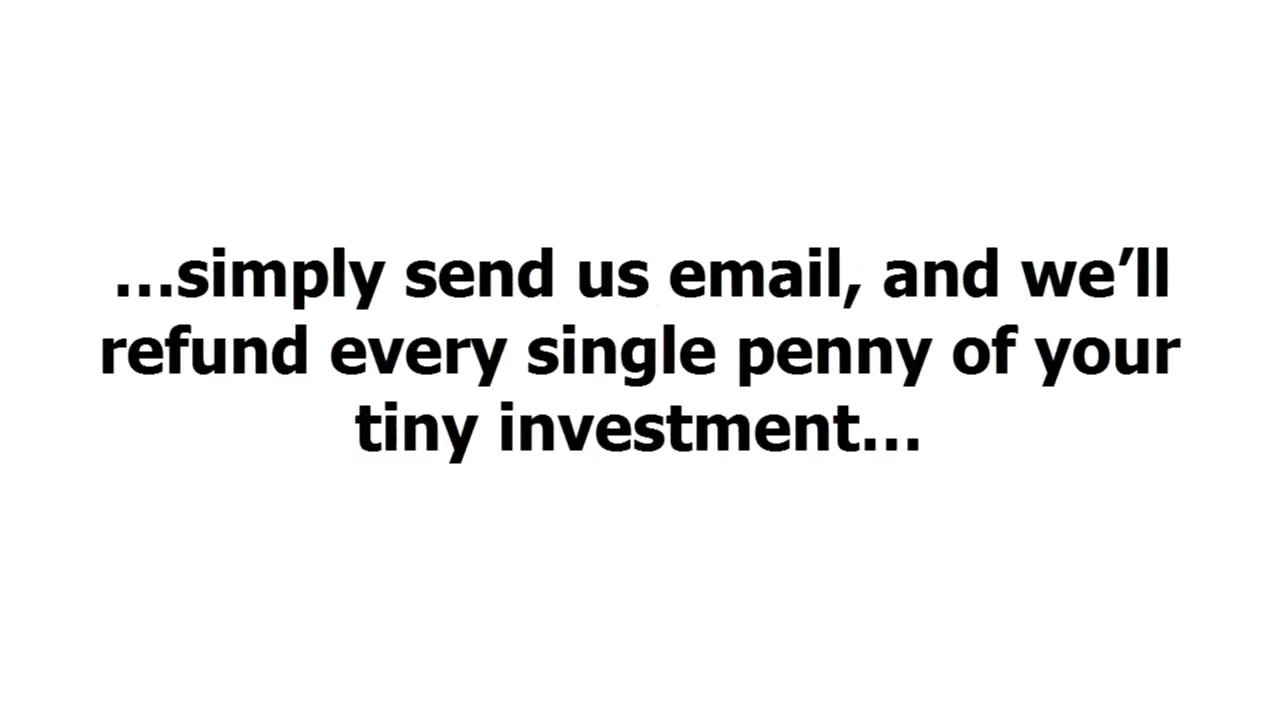 ...simply send us email, and we’ll
refund every single penny of your
tiny investment...